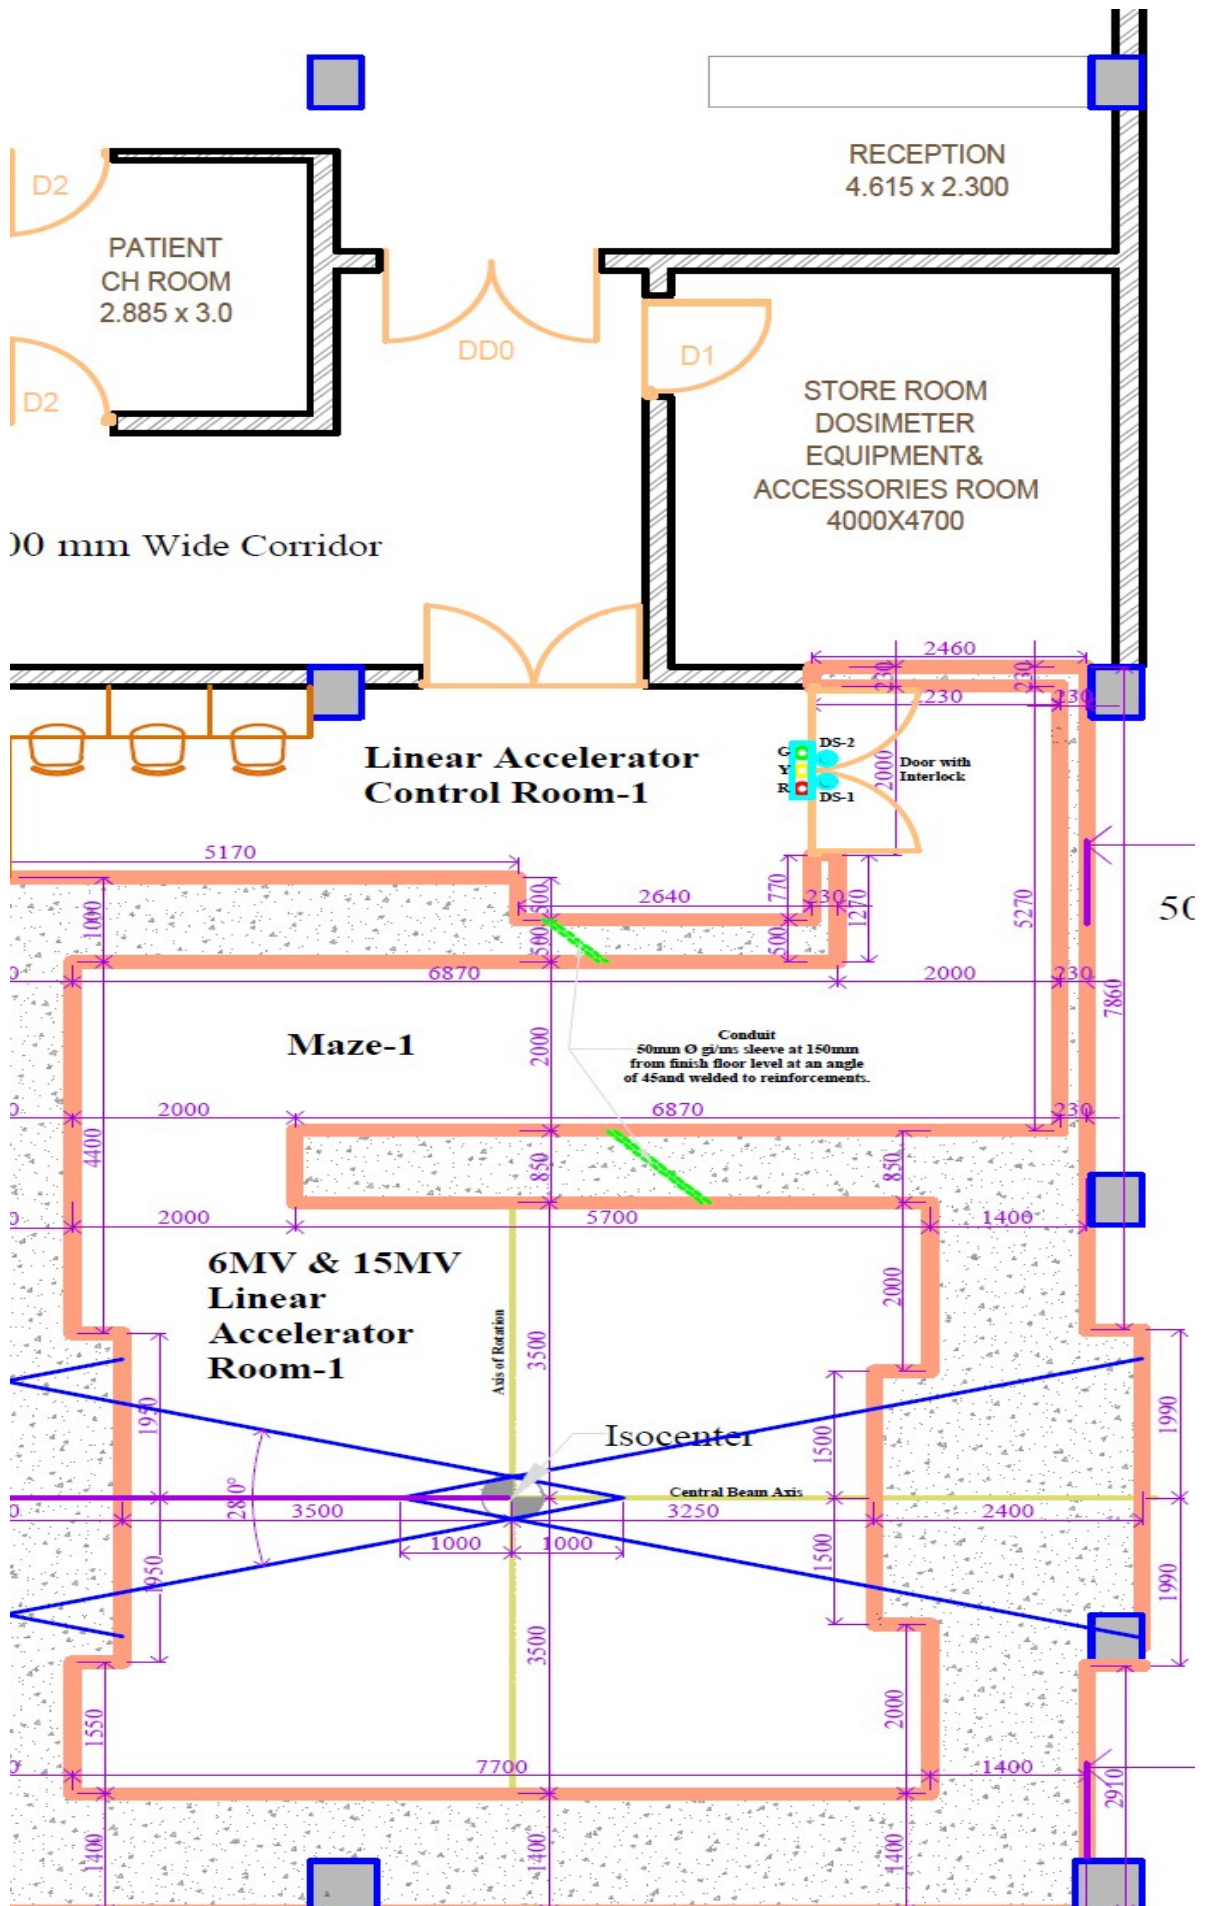 RECEPTION
4.615 x 2.300
D2
PATIENT
CH ROOM
2.885 x 3.0
DD0
D1
D2
STORE ROOM
DOSIMETER
EQUIPMENT&
ACCESSORIES ROOM
4000X4700
00 mm Wide Corridor
2460
230
230
230
230
Linear Accelerator
Control Room-1
G
Y
R
DS-2
DS-1
2000
Door with
Interlock
5170
1000
500
500
2640
770
230
1270
500
5270
50
6870
2000
230
7860
Maze-1
2000
Conduit
50mm Ø gi/ms sleeve at 150mm
from finish floor level at an angle
of 45and welded to reinforcements.
2000
6870
230
4400
850
850
2000
5700
1400
6MV & 15MV
Linear
Accelerator
Room-1
Axis of Rotation
3500
2000
1950
Isocenter
1500
1990
28.0°
Central Beam Axis
3500
3250
2400
1000
1000
1500
1950
1990
3500
1550
2000
7700
1400
2910
1400
1400
1400